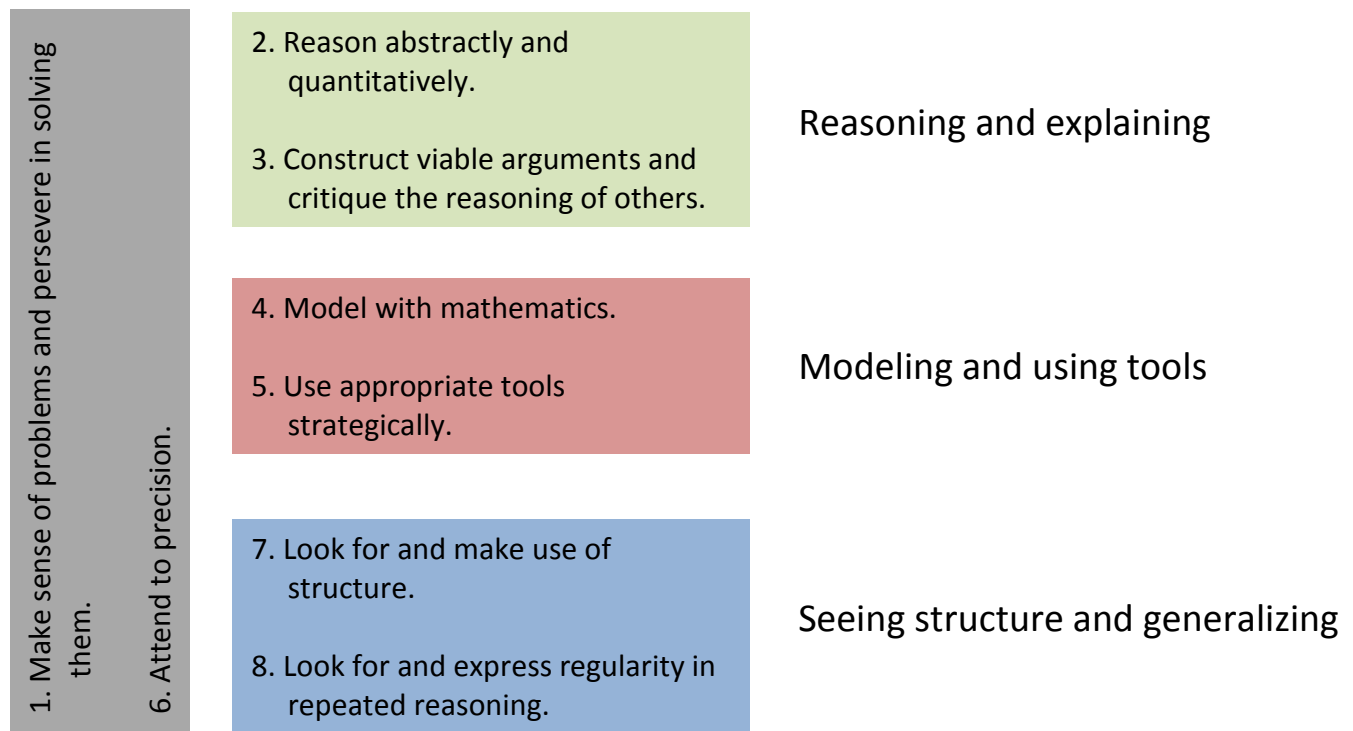 1. Make sense of problems and persevere in solving
them.
6. Attend to precision.
2. Reason abstractly and
quantitatively.
3. Construct viable arguments and
critique the reasoning of others.
Reasoning and explaining
4. Model with mathematics.
5. Use appropriate tools
strategically.
Modeling and using tools
7. Look for and make use of
structure.
8. Look for and express regularity in
repeated reasoning.
Seeing structure and generalizing